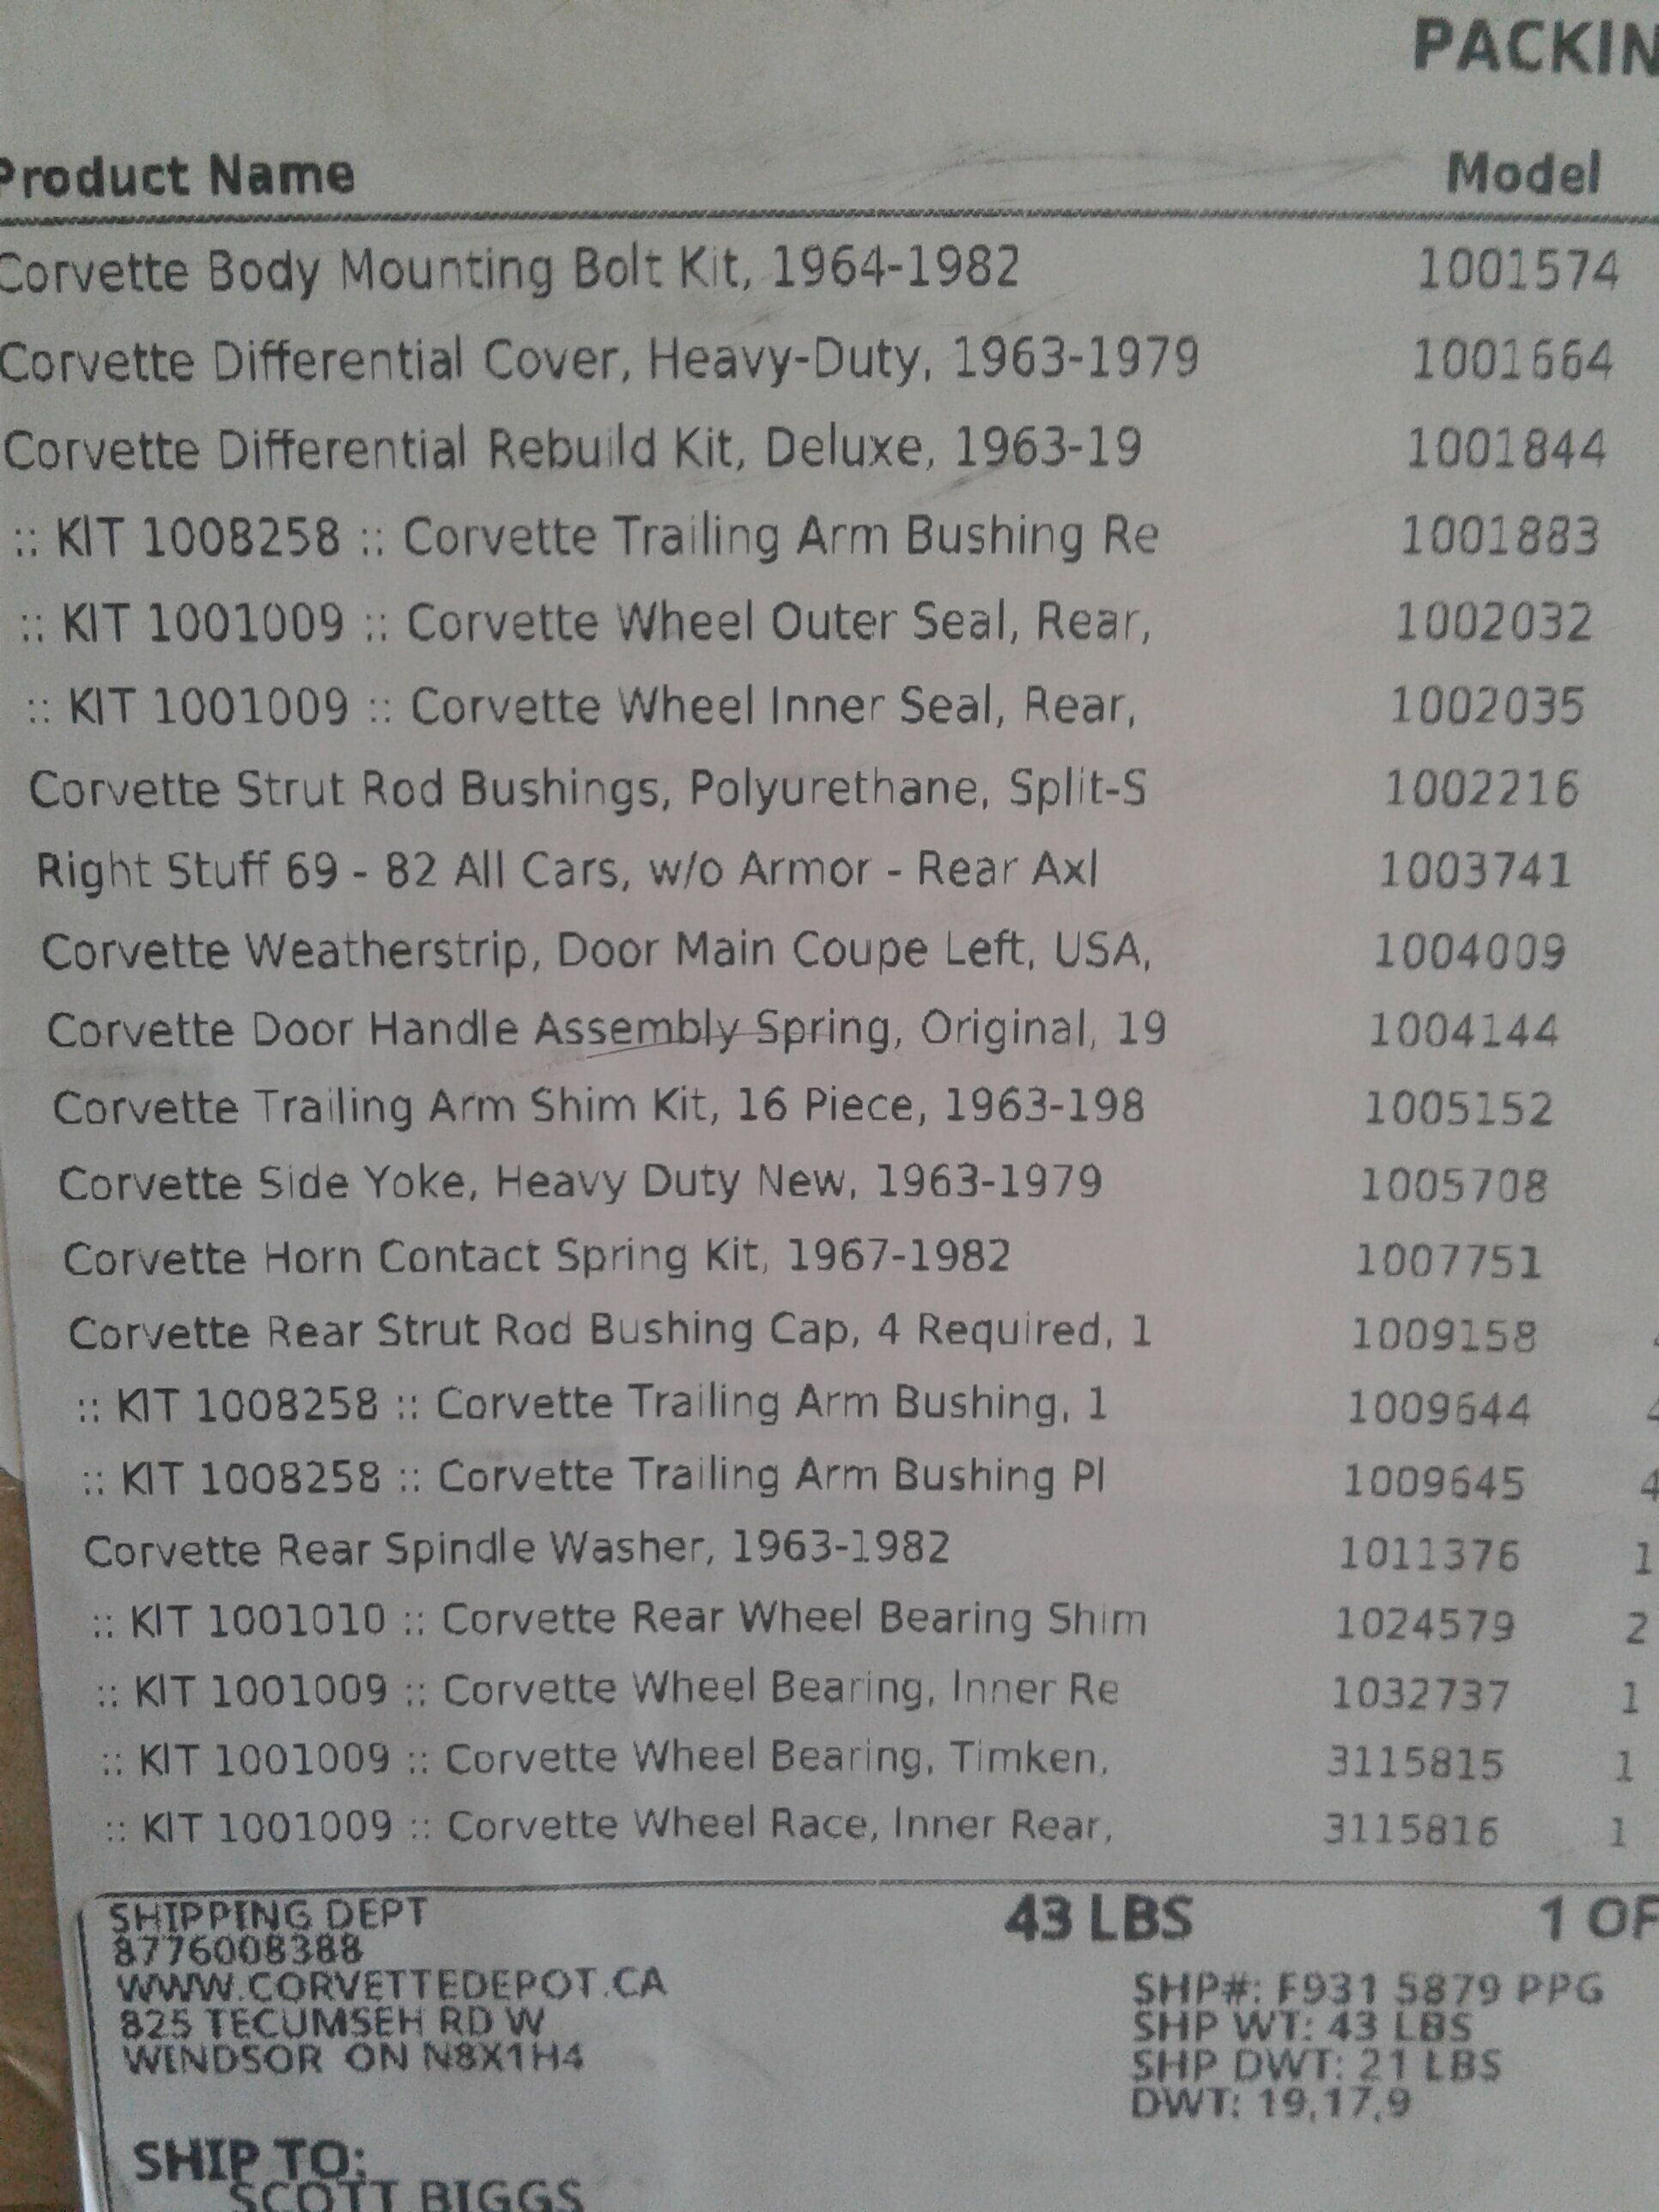 PACKIN
Product Name Model
Corvette Body Mounting Bolt Kit, 1964-1982 1001574
Corvette Differential Cover, Heavy-Duty, 1963-1979 1001664
Corvette Differential Rebuild Kit, Deluxe, 1963-19 1001844
:: KIT 1008258 :: Corvette Trailing Arm Bushing Re 1001883
:: KIT 1001009 :: Corvette Wheel Outer Seal, Rear, 1002032
:: KIT 1001009 :: Corvette Wheel Inner Seal, Rear, 1002035
Corvette Strut Rod Bushings, Polyurethane, Split-S 1002216
Right Stuff 69 - 82 All Cars, w/o Armor - Rear Axl 1003741
Corvette Weatherstrip, Door Main Coupe Left, USA, 1004009
Corvette Door Handle Assembly Spring, Original, 19 1004144
Corvette Trailing Arm Shim Kit, 16 Piece, 1963-198 1005152
Corvette Side Yoke, Heavy Duty New, 1963-1979 1005708
Corvette Horn Contact Spring Kit, 1967-1982 1007751
Corvette Rear Strut Rod Bushing Cap, 4 Required, 1 1009158
:: KIT 1008258 :: Corvette Trailing Arm Bushing, 1 1009644 4
:: KIT 1008258 :: Corvette Trailing Arm Bushing Pl 1009645 4
Corvette Rear Spindle Washer, 1963-1982 1011376 1
:: KIT 1001010 :: Corvette Rear Wheel Bearing Shim 1024579 2
:: KIT 1001009 :: Corvette Wheel Bearing, Inner Re 1032737 1
:: KIT 1001009 :: Corvette Wheel Bearing, Timken, 3115815 1
:: KIT 1001009 :: Corvette Wheel Race, Inner Rear, 3115816 1
SHIPPING DEPT
8776008388
WWW.CORVETTEDEPOT.CA
825 TECUMSEH RD W
WINDSOR ON N8X1H4
43 LBS 1 OF
SHP#: F931 5879 PPG
SHP WT: 43 LBS
SHP DWT: 21 LBS
DWT: 19,17,9
SHIP TO:
SCOTT BIGGS